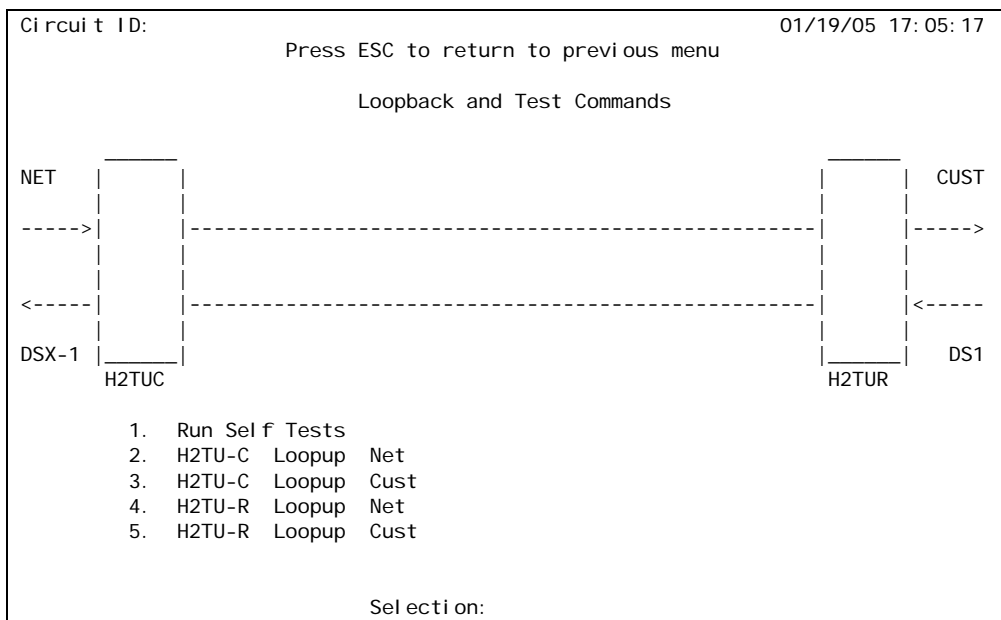 Circuit ID: 01/19/05 17:05:17
Press ESC to return to previous menu
Loopback and Test Commands
NET CUST
----->| |----------------------------------------------------| |----->
<-----| |----------------------------------------------------| |<-----
DSX-1 |______| |______| DS1
H2TUC H2TUR
1. Run Self Tests
2. H2TU-C Loopup Net
3. H2TU-C Loopup Cust
4. H2TU-R Loopup Net
5. H2TU-R Loopup Cust
Selection: